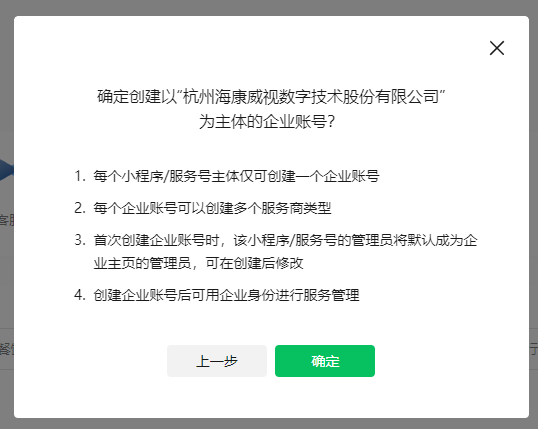 确定创建以“杭州海康威视数字技术股份有限公司”
为主体的企业账号？
1. 每个小程序/服务号主体仅可创建一个企业账号
2. 每个企业账号可以创建多个服务商类型
3. 首次创建企业账号时，该小程序/服务号的管理员将默认成为企
业主页的管理员，可在创建后修改
4. 创建企业账号后可用企业身份进行服务管理
上一步 确定